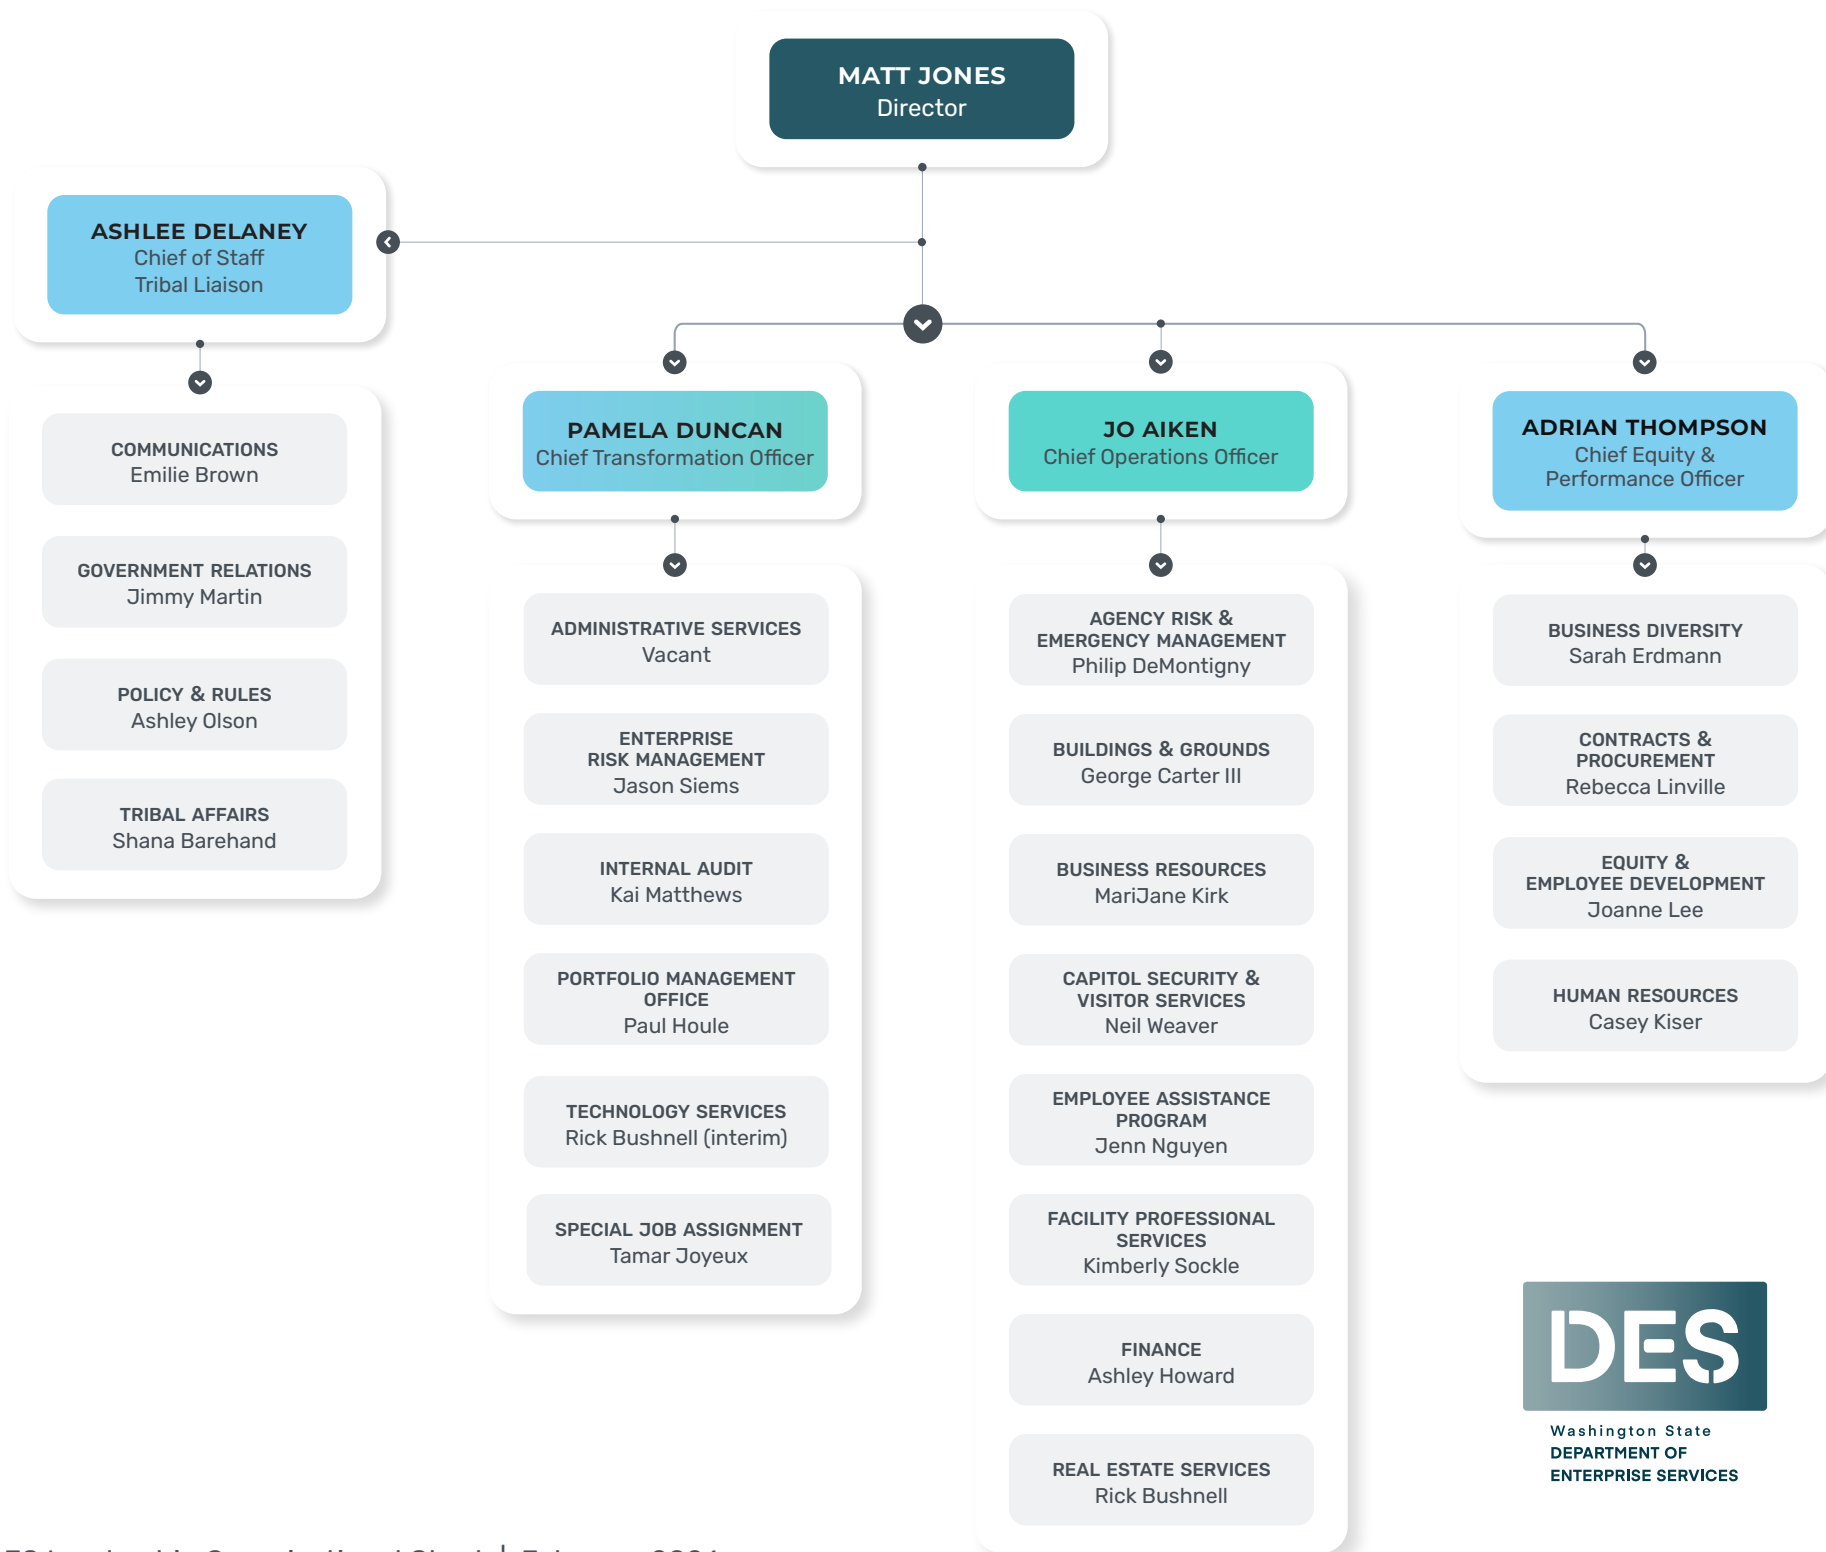 MATT JONES
Director
ASHLEE DELANEY
Chief of Staff
Tribal Liaison
COMMUNICATIONS
Emilie Brown
GOVERNMENT RELATIONS
Jimmy Martin
POLICY & RULES
Ashley Olson
TRIBAL AFFAIRS
Shana Barehand
PAMELA DUNCAN
Chief Transformation Officer
ADMINISTRATIVE SERVICES
Vacant
ENTERPRISE
RISK MANAGEMENT
Jason Siems
INTERNAL AUDIT
Kai Matthews
PORTFOLIO MANAGEMENT
OFFICE
Paul Houle
TECHNOLOGY SERVICES
Rick Bushnell (interim)
SPECIAL JOB ASSIGNMENT
Tamar Joyeux
JO AIKEN
Chief Operations Officer
AGENCY RISK &
EMERGENCY MANAGEMENT
Philip DeMontigny
BUILDINGS & GROUNDS
George Carter III
BUSINESS RESOURCES
MariJane Kirk
CAPITOL SECURITY &
VISITOR SERVICES
Neil Weaver
EMPLOYEE ASSISTANCE
PROGRAM
Jenn Nguyen
FACILITY PROFESSIONAL
SERVICES
Kimberly Sockle
FINANCE
Ashley Howard
REAL ESTATE SERVICES
Rick Bushnell
ADRIAN THOMPSON
Chief Equity &
Performance Officer
BUSINESS DIVERSITY
Sarah Erdmann
CONTRACTS &
PROCUREMENT
Rebecca Linville
EQUITY &
EMPLOYEE DEVELOPMENT
Joanne Lee
HUMAN RESOURCES
Casey Kiser
DES
Washington State
DEPARTMENT OF
ENTERPRISE SERVICES